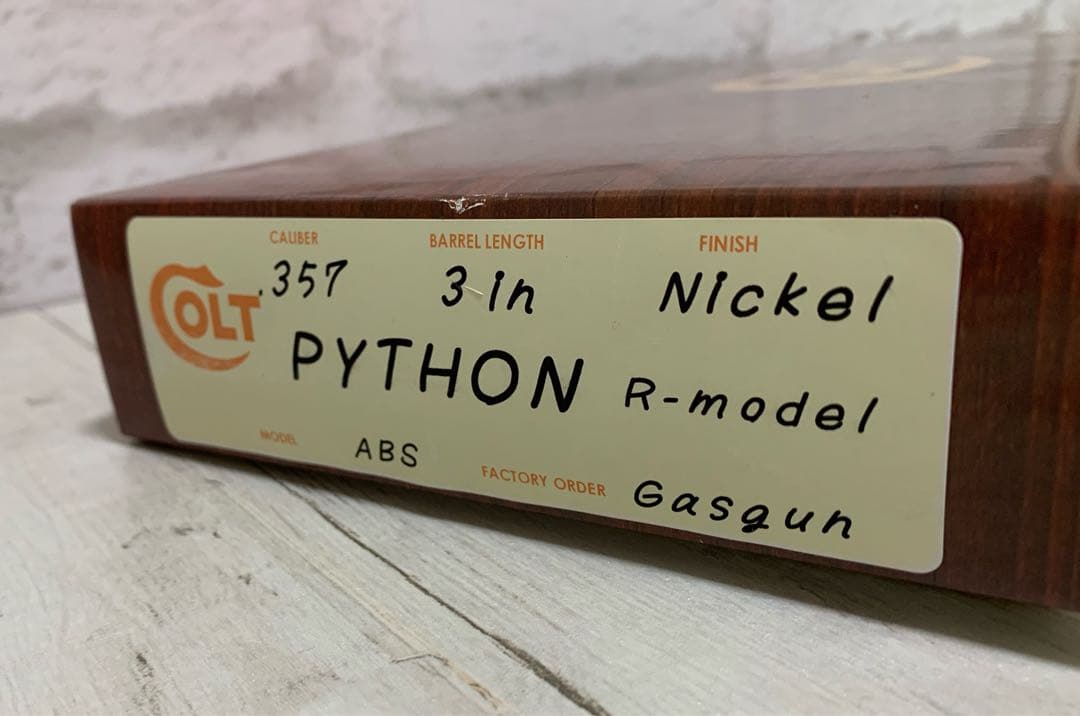 CALIBER BARREL LENGTH FINISH
COLT .357 3 in Nickel
PYTHON R-model
MODEL ABS FACTORY ORDER Gasgun